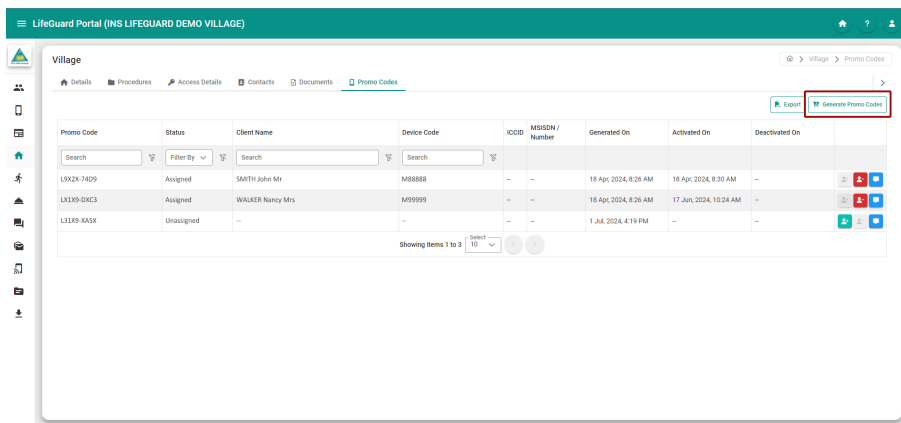 LifeGuard Portal (INS LIFEGUARD DEMO VILLAGE)
?
Village
Village > Promo Codes
Details Procedures Access Details Contacts Documents Promo Codes
Export Generate Promo Codes
Promo Code Status Client Name Device Code ICCID MSISDN / Number Generated On Activated On Deactivated On
Search Filter By Search Search
L9X2X-74D9 Assigned SMITH John Mr M88888 – – 18 Apr, 2024, 8:26 AM 18 Apr, 2024, 8:30 AM –
LX1X9-DXC3 Assigned WALKER Nancy Mrs M99999 – – 18 Apr, 2024, 8:26 AM 17 Jun, 2024, 10:24 AM –
L31X9-XA5X Unassigned – – – – 1 Jul, 2024, 4:19 PM – –
Showing Items 1 to 3 Select 10